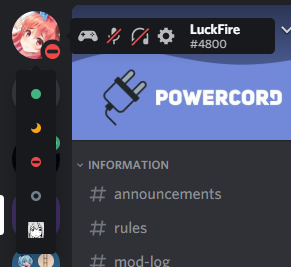 LuckFire
#4800
POWERCORD
INFORMATION
# announcements
# rules
# mod-log